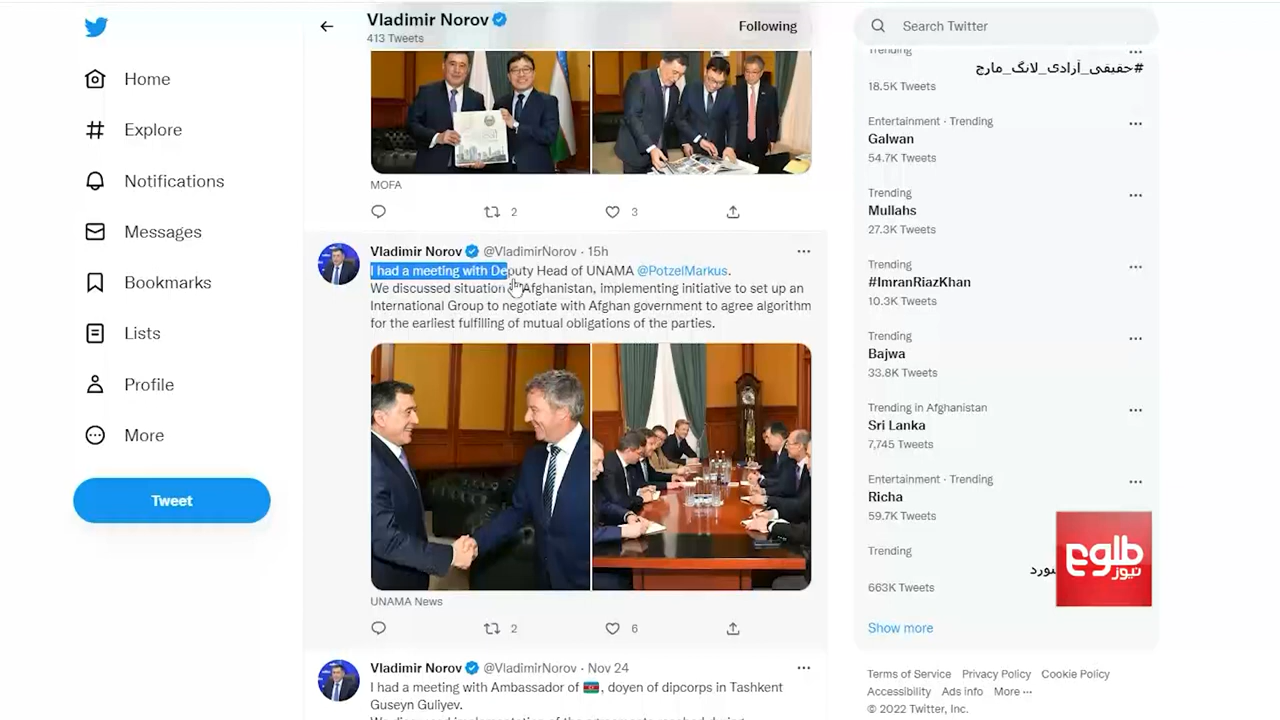 Home
Explore
Notifications
Messages
Bookmarks
Lists
Profile
More
Tweet
Vladimir Norov
413 Tweets
Following
MOFA
2
3
Vladimir Norov @VladimirNorov · 15h
I had a meeting with Deputy Head of UNAMA @PotzelMarkus.
We discussed situation Afghanistan, implementing initiative to set up an
International Group to negotiate with Afghan government to agree algorithm
for the earliest fulfilling of mutual obligations of the parties.
UNAMA News
2
6
Vladimir Norov @VladimirNorov · Nov 24
I had a meeting with Ambassador of 🇦🇿, doyen of dipcorps in Tashkent
Guseyn Guliyev.
Search Twitter
Trending
#حقیقی_آزادی_لانگ_مارچ
18.5K Tweets
Entertainment · Trending
Galwan
54.7K Tweets
Trending
Mullahs
27.3K Tweets
Trending
#ImranRiazKhan
10.3K Tweets
Trending
Bajwa
33.8K Tweets
Trending in Afghanistan
Sri Lanka
7,745 Tweets
Entertainment · Trending
Richa
59.7K Tweets
Trending
663K Tweets
Show more
طلوع
نیوز
Terms of Service Privacy Policy Cookie Policy
Accessibility Ads info More ···
© 2022 Twitter, Inc.